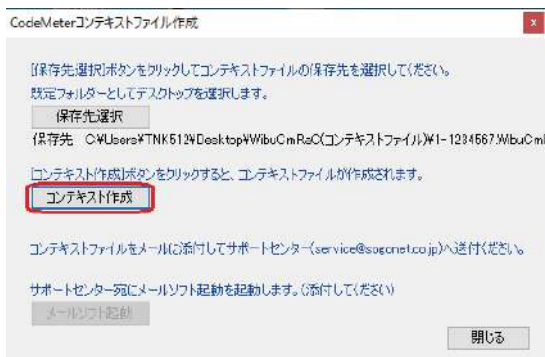 CodeMeterコンテキストファイル作成
[保存先選択]ボタンをクリックしてコンテキストファイルの保存先を選択してください。
既定フォルダーとしてデスクトップを選択します。
保存先選択
保存先 C:¥Users¥TNK512¥Desktop¥WibuCmRaC(コンテキストファイル)¥1-1234567.WibuCmI
[コンテキスト作成]ボタンをクリックすると、コンテキストファイルが作成されます。
コンテキスト作成
コンテキストファイルをメールに添付してサポートセンター(service@sogonet.co.jp)へ送付ください。
サポートセンター宛にメールソフト起動を起動します。(添付してください)
メールソフト起動
閉じる